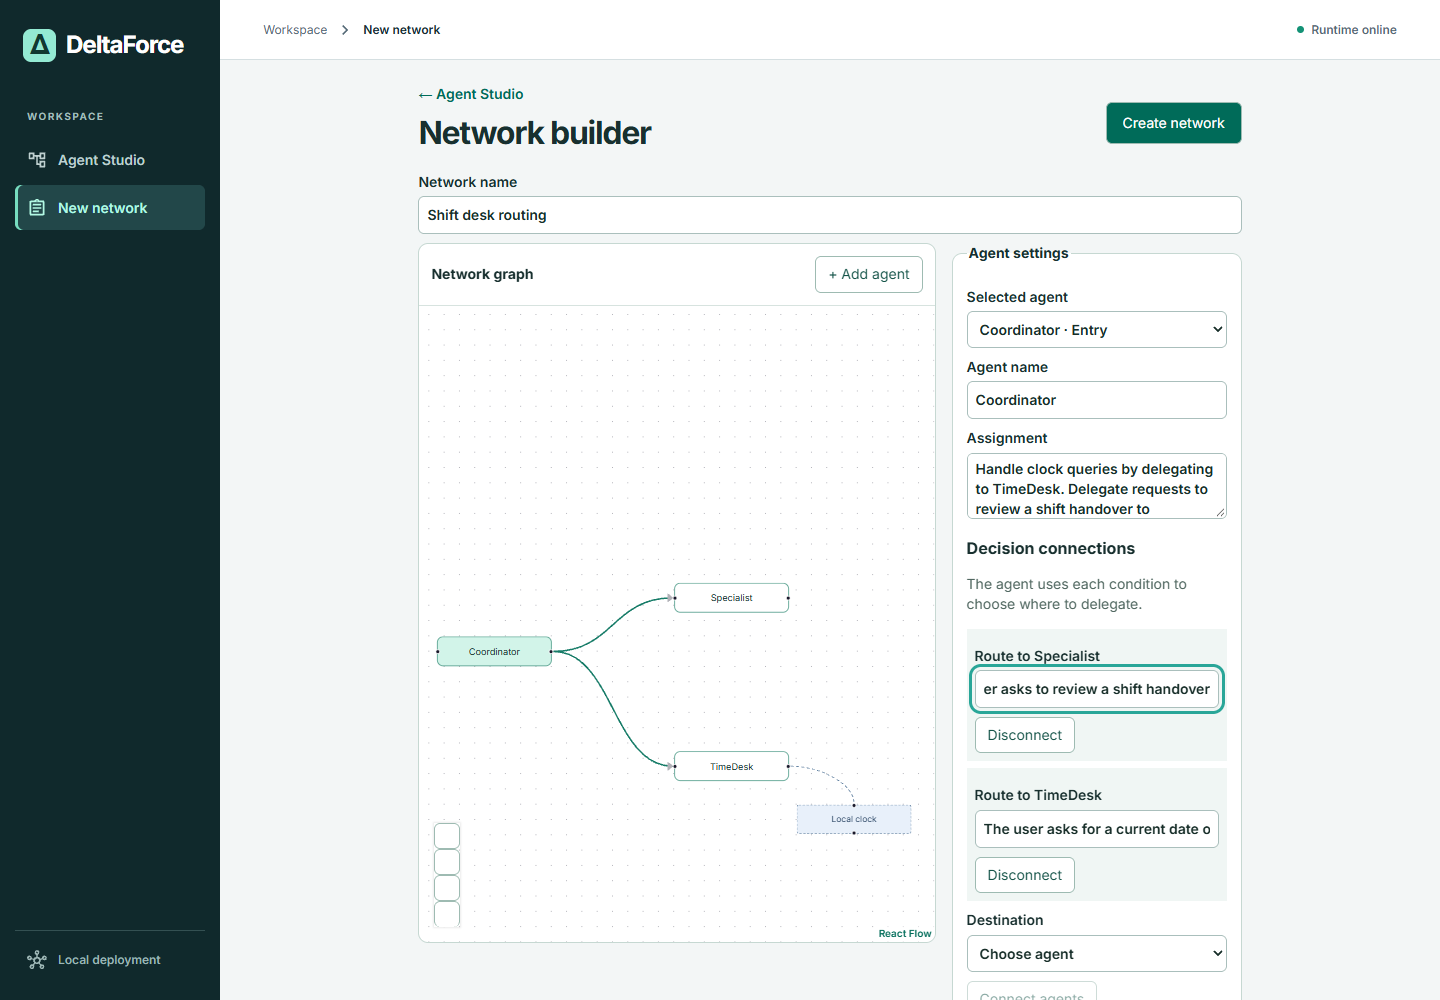 DeltaForce
WORKSPACE
Agent Studio
New network
Local deployment
Workspace
New network
Runtime online
← Agent Studio
Network builder
Create network
Network name
Shift desk routing
Network graph
+ Add agent
Specialist
Coordinator
TimeDesk
Local clock
React Flow
Agent settings
Selected agent
Coordinator · Entry
Agent name
Coordinator
Assignment
Handle clock queries by delegating
to TimeDesk. Delegate requests to
review a shift handover to
Decision connections
The agent uses each condition to
choose where to delegate.
Route to Specialist
er asks to review a shift handover
Disconnect
Route to TimeDesk
The user asks for a current date o
Disconnect
Destination
Choose agent
Connect agents